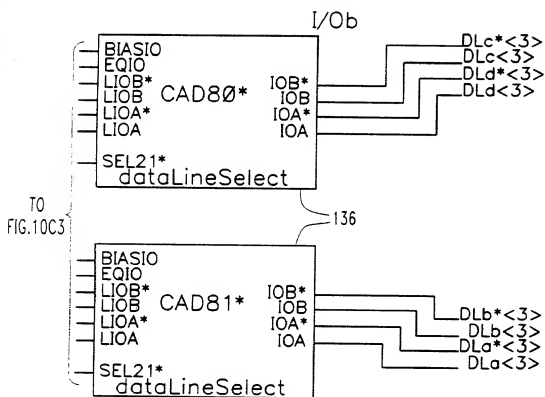 I/Ob
BIASIO
EQIO
LIOB*
LIOB
LIOA*
LIOA
SEL21*
CAD80*
IOB*
IOB
IOA*
IOA
dataLineSelect
DLc*<3>
DLc<3>
DLd*<3>
DLd<3>
TO
FIG.10C3
136
BIASIO
EQIO
LIOB*
LIOB
LIOA*
LIOA
SEL21*
CAD81*
IOB*
IOB
IOA*
IOA
dataLineSelect
DLb*<3>
DLb<3>
DLa*<3>
DLa<3>